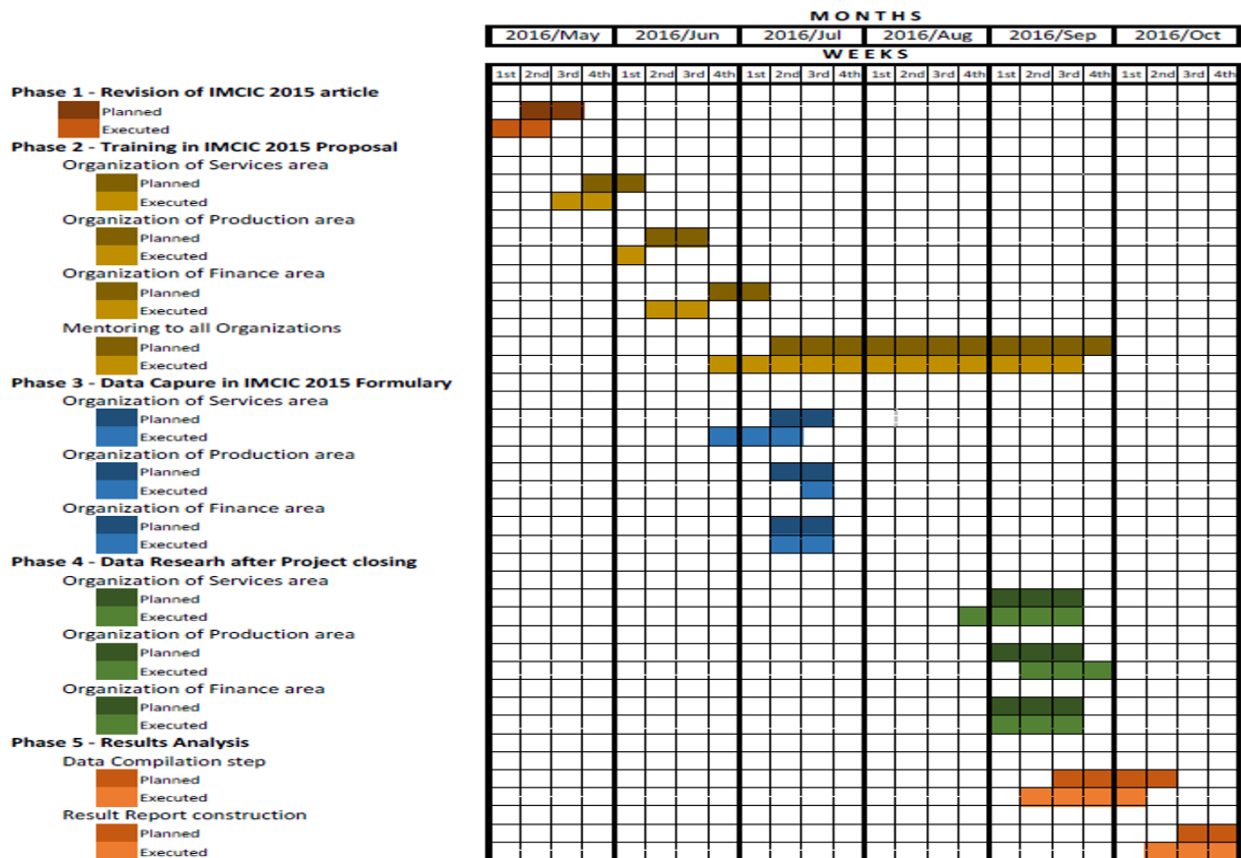 MONTHS
2016/May 2016/Jun 2016/Jul 2016/Aug 2016/Sep 2016/Oct
WEEKS
1st 2nd 3rd 4th 1st 2nd 3rd 4th 1st 2nd 3rd 4th 1st 2nd 3rd 4th 1st 2nd 3rd 4th 1st 2nd 3rd 4th
Phase 1 - Revision of IMCIC 2015 article
Planned
Executed
Phase 2 - Training in IMCIC 2015 Proposal
Organization of Services area
Planned
Executed
Organization of Production area
Planned
Executed
Organization of Finance area
Planned
Executed
Mentoring to all Organizations
Planned
Executed
Phase 3 - Data Capure in IMCIC 2015 Formulary
Organization of Services area
Planned
Executed
Organization of Production area
Planned
Executed
Organization of Finance area
Planned
Executed
Phase 4 - Data Researh after Project closing
Organization of Services area
Planned
Executed
Organization of Production area
Planned
Executed
Organization of Finance area
Planned
Executed
Phase 5 - Results Analysis
Data Compilation step
Planned
Executed
Result Report construction
Planned
Executed